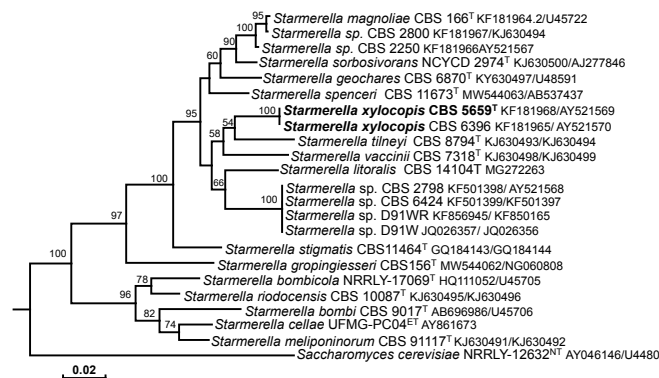 95
Starmerella magnoliae CBS 166T KF181964.2/U45722
100
Starmerella sp. CBS 2800 KF181967/KJ630494
90
Starmerella sp. CBS 2250 KF181966AY521567
60
Starmerella sorbosivorans NCYCD 2974T KJ630500/AJ277846
Starmerella geochares CBS 6870T KY630497/U48591
95
Starmerella spenceri CBS 11673T MW544063/AB537437
100
Starmerella xylocopis CBS 5659T KF181968/AY521569
54
Starmerella xylocopis CBS 6396 KF181965/ AY521570
58
Starmerella tilneyi CBS 8794T KJ630493/KJ630494
Starmerella vaccinii CBS 7318T KJ630498/KJ630499
100
66
Starmerella litoralis CBS 14104T MG272263
Starmerella sp. CBS 2798 KF501398/ AY521568
100
Starmerella sp. CBS 6424 KF501399/KF501397
97
Starmerella sp. D91WR KF856945/KF850165
Starmerella sp. D91W JQ026357/ JQ026356
Starmerella stigmatis CBS11464T GQ184143/GQ184144
100
Starmerella gropingiesseri CBS156T MW544062/NG060808
78
Starmerella bombicola NRRLY-17069T HQ111052/U45705
96
Starmerella riodocensis CBS 10087T KJ630495/KJ630496
82
Starmerella bombi CBS 9017T AB696986/U45706
74
Starmerella cellae UFMG-PC04ET AY861673
Starmerella meliponinorum CBS 91117T KJ630491/KJ630492
Saccharomyces cerevisiae NRRLY-12632NT AY046146/U4480
0.02